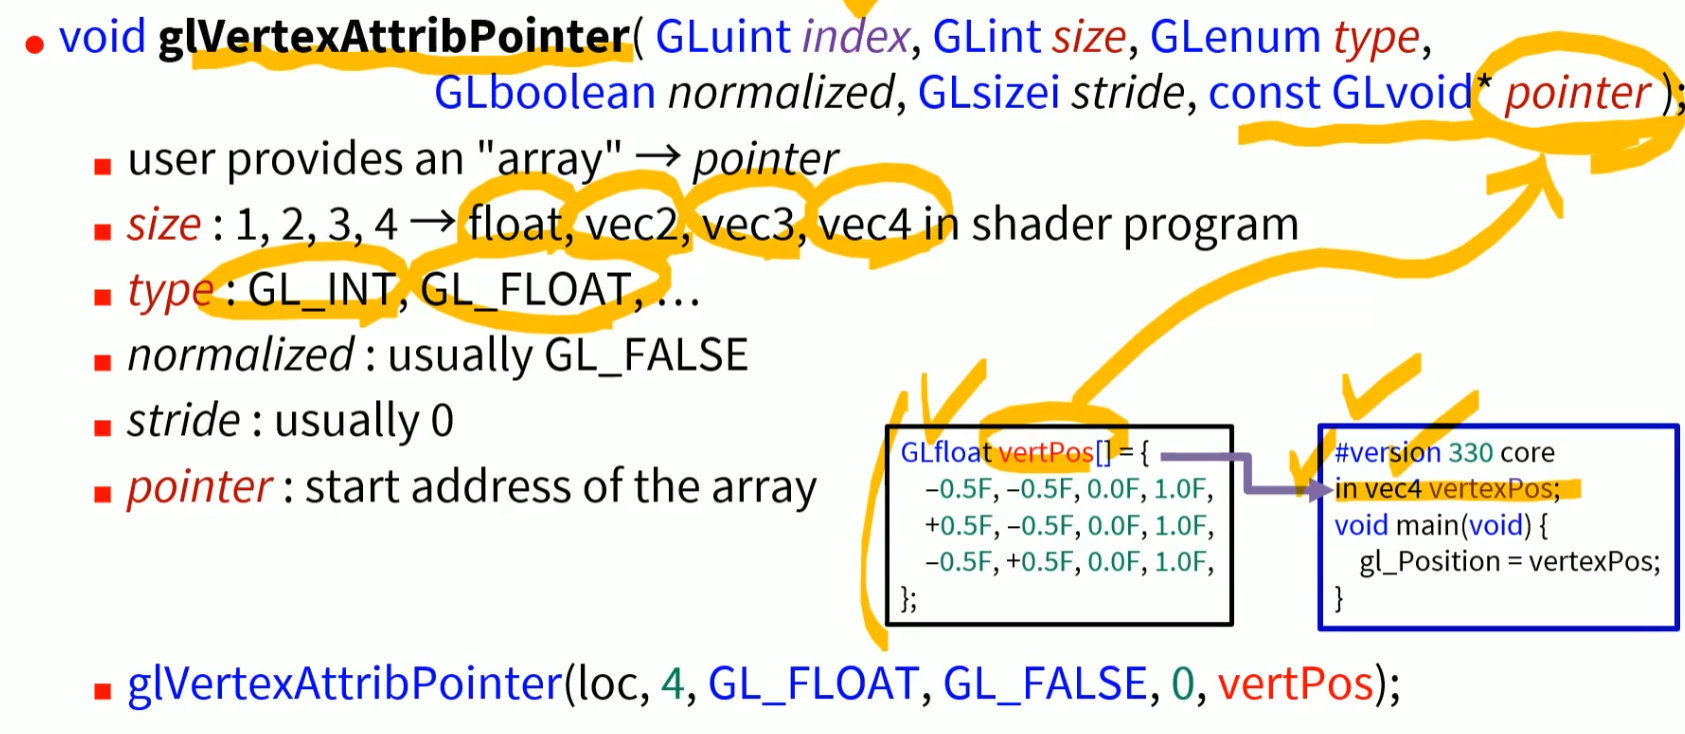 ● void glVertexAttribPointer( GLuint index, GLint size, GLenum type,
GLboolean normalized, GLsizei stride, const GLvoid* pointer );
■ user provides an "array" → pointer
■ size : 1, 2, 3, 4 → float, vec2, vec3, vec4 in shader program
■ type : GL_INT, GL_FLOAT, ...
■ normalized : usually GL_FALSE
■ stride : usually 0
■ pointer : start address of the array
GLfloat vertPos[] = {
–0.5F, –0.5F, 0.0F, 1.0F,
+0.5F, –0.5F, 0.0F, 1.0F,
–0.5F, +0.5F, 0.0F, 1.0F,
};
#version 330 core
in vec4 vertexPos;
void main(void) {
gl_Position = vertexPos;
}
■ glVertexAttribPointer(loc, 4, GL_FLOAT, GL_FALSE, 0, vertPos);